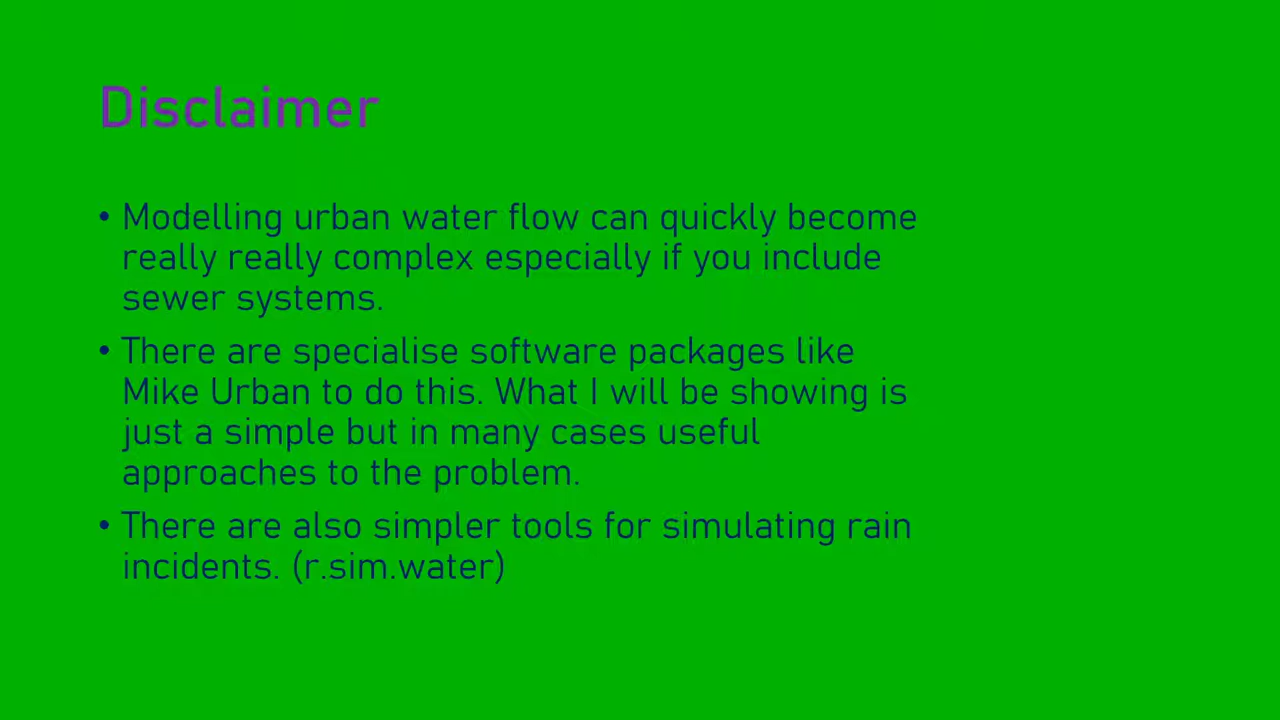 Disclaimer
• Modelling urban water flow can quickly become
really really complex especially if you include
sewer systems.
• There are specialise software packages like
Mike Urban to do this. What I will be showing is
just a simple but in many cases useful
approaches to the problem.
• There are also simpler tools for simulating rain
incidents. (r.sim.water)